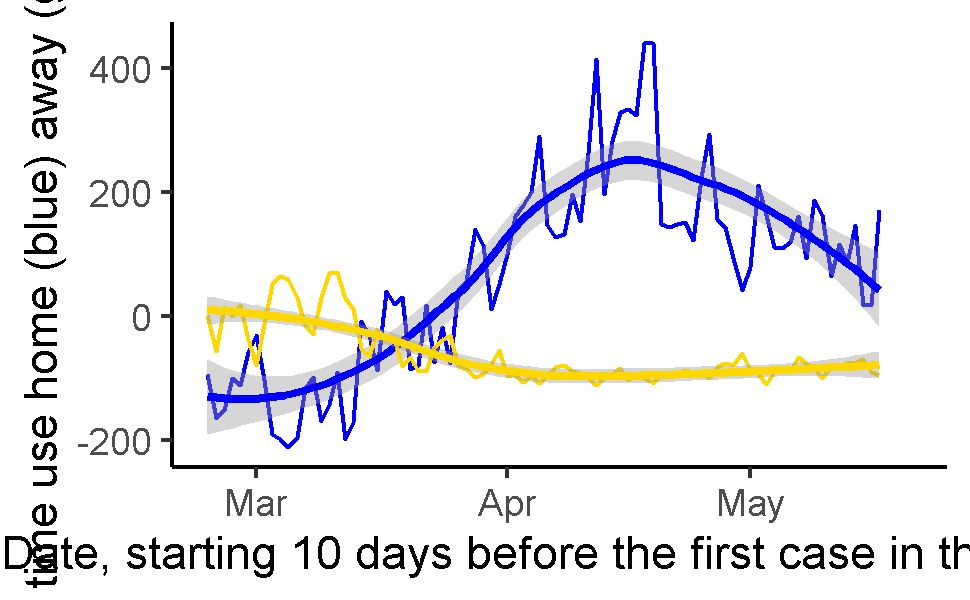 time use home (blue) away (
400
200
0
-200
Mar Apr May
Date, starting 10 days before the first case in th